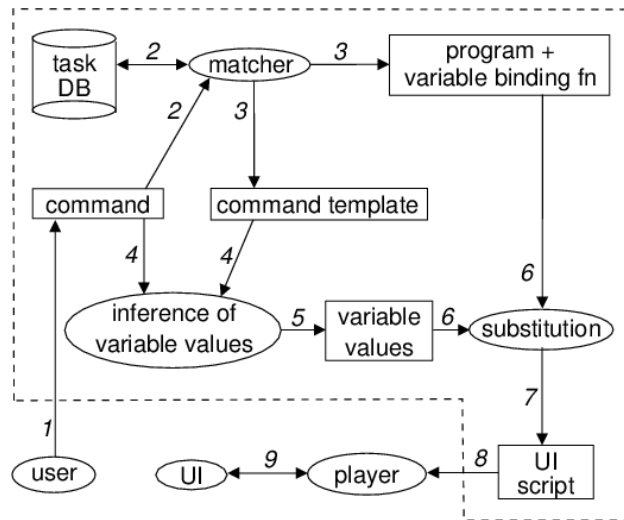 task
DB
2
matcher
3
program +
variable binding fn
2
3
command
command template
4
4
6
inference of
variable values
5
variable
values
6
substitution
7
1
user
UI
9
player
8
UI
script